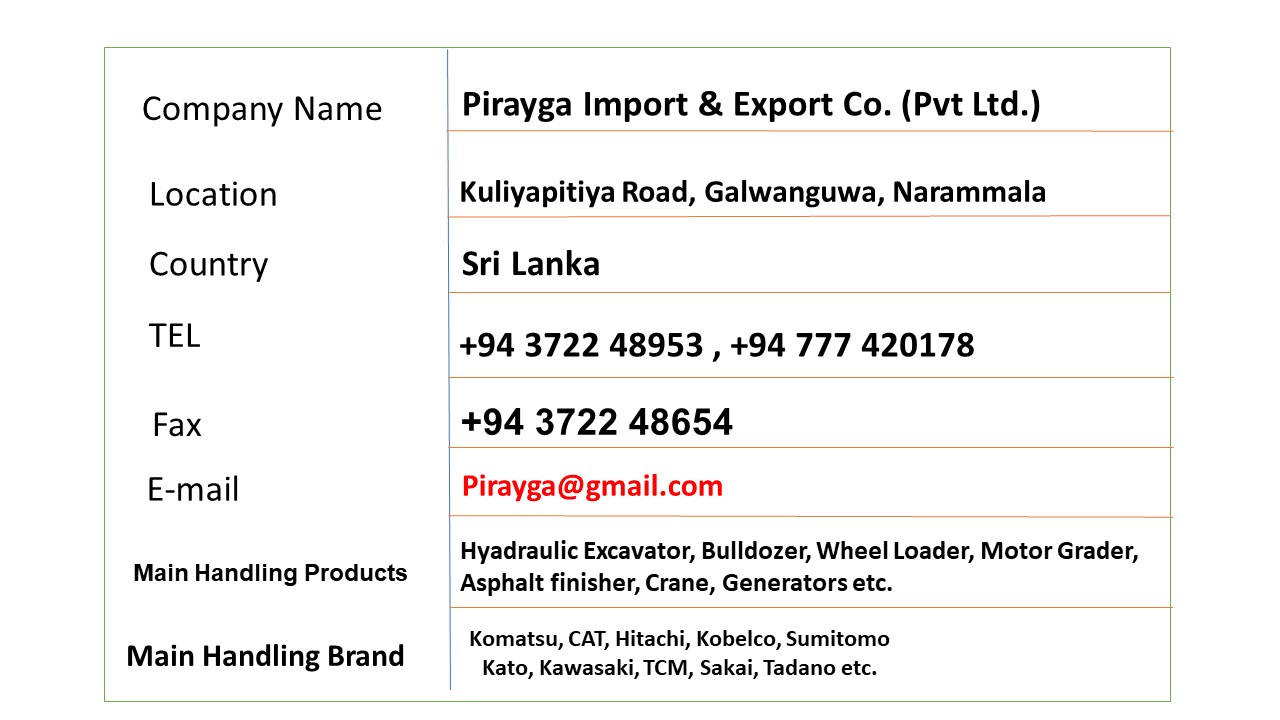 Company Name
Pirayga Import & Export Co. (Pvt Ltd.)
Location
Kuliyapitiya Road, Galwanguwa, Narammala
Country
Sri Lanka
TEL
+94 3722 48953 , +94 777 420178
Fax
+94 3722 48654
E-mail
Pirayga@gmail.com
Main Handling Products
Hyadraulic Excavator, Bulldozer, Wheel Loader, Motor Grader,
Asphalt finisher, Crane, Generators etc.
Main Handling Brand
Komatsu, CAT, Hitachi, Kobelco, Sumitomo
Kato, Kawasaki, TCM, Sakai, Tadano etc.